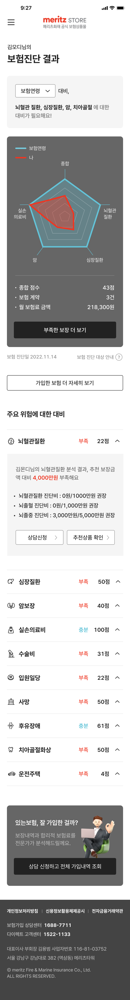 9:27
meritz STORE
메리츠화재 공식 보험상품몰
김모디님의
보험진단 결과
보험연령 대비,
뇌혈관 질환, 심장질환, 암, 치아골절 에 대한
대비가 필요해요!
보험연령
나
종합
실손
의료비
뇌혈관
질환
암
심장질환
• 종합 점수 43점
• 보험 계약 3건
• 월 보험료 금액 218,300원
부족한 보장 더 보기
보험 진단일 2022.11.14 보험 진단 대상 안내 ?
가입한 보험 더 자세히 보기
주요 위험에 대한 대비
뇌혈관질환 부족 22점
김몬디님의 뇌혈관질환 분석 결과, 추천 보장금
액 대비 4,000만원 부족해요
• 뇌혈관질환 진단비 : 0원/1000만원 권장
• 뇌출혈 진단비 : 0원/1,000만원 권장
• 뇌졸중 진단비 : 3,000만원/5,000만원 권장
상담신청 추천상품 확인
심장질환 부족 50점
암보장 부족 40점
실손의료비 충분 100점
수술비 부족 31점
입원일당 부족 22점
사망 부족 50점
후유장애 충분 61점
치아골절화상 부족 50점
운전주택 부족 4점
있는보험, 잘 가입한 걸까?
보장내역과 합리적 보험료를
전문가가 분석해드릴께요.
상담 신청하고 전체 가입내역 조회
개인정보처리방침 | 신용정보활용체제공시 | 전자금융거래약관
보험가입 상담센터 1688-7711
다이렉트 고객센터 1522-1133
대표이사 부회장 김용범 사업자번호 116-81-03752
서울 강남구 강남대로 382 (역삼동) 메리츠타워
© meritz Fire & Marine Insurance Co., Ltd.
ALL RIGHTS RESERVED.